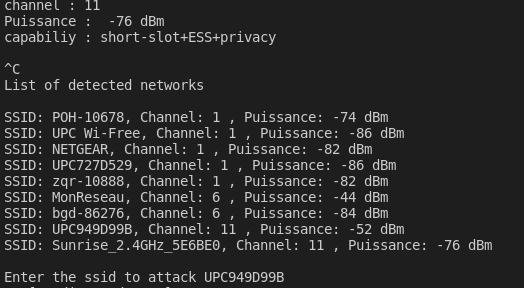 channel : 11
Puissance :  -76 dBm
capabiliy : short-slot+ESS+privacy
^C
List of detected networks
SSID: POH-10678, Channel: 1 , Puissance: -74 dBm
SSID: UPC Wi-Free, Channel: 1 , Puissance: -86 dBm
SSID: NETGEAR, Channel: 1 , Puissance: -82 dBm
SSID: UPC727D529, Channel: 1 , Puissance: -86 dBm
SSID: zqr-10888, Channel: 1 , Puissance: -82 dBm
SSID: MonReseau, Channel: 6 , Puissance: -44 dBm
SSID: bgd-86276, Channel: 6 , Puissance: -84 dBm
SSID: UPC949D99B, Channel: 11 , Puissance: -52 dBm
SSID: Sunrise_2.4GHz_5E6BE0, Channel: 11 , Puissance: -76 dBm
Enter the ssid to attack UPC949D99B